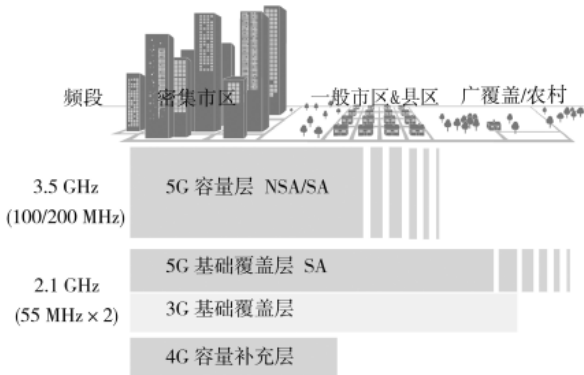 频段 密集市区 一般市区&县区 广覆盖/农村
3.5 GHz
(100/200 MHz)
5G 容量层 NSA/SA
2.1 GHz
(55 MHz × 2)
5G 基础覆盖层 SA
3G 基础覆盖层
4G 容量补充层